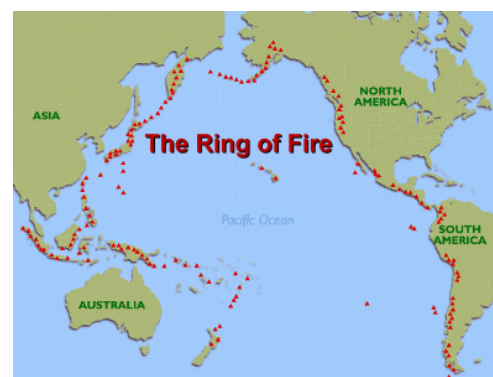 NORTH
AMERICA
ASIA
The Ring of Fire
Pacific Ocean
SOUTH
AMERICA
AUSTRALIA